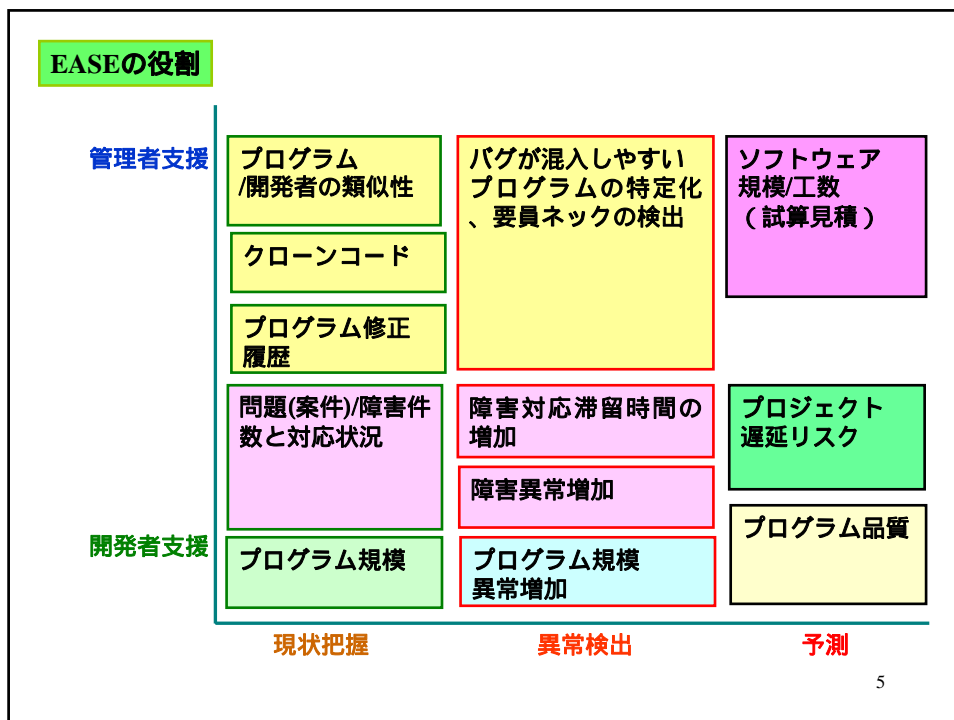 EASEの役割
管理者支援
プログラム
/開発者の類似性
クローンコード
プログラム修正
履歴
問題(案件)/障害件
数と対応状況
プログラム規模
バグが混入しやすい
プログラムの特定化
、要員ネックの検出
障害対応滞留時間の
増加
障害異常増加
プログラム規模
異常増加
ソフトウェア
規模/工数
(試算見積)
プロジェクト
遅延リスク
プログラム品質
開発者支援
現状把握
異常検出
予測
5